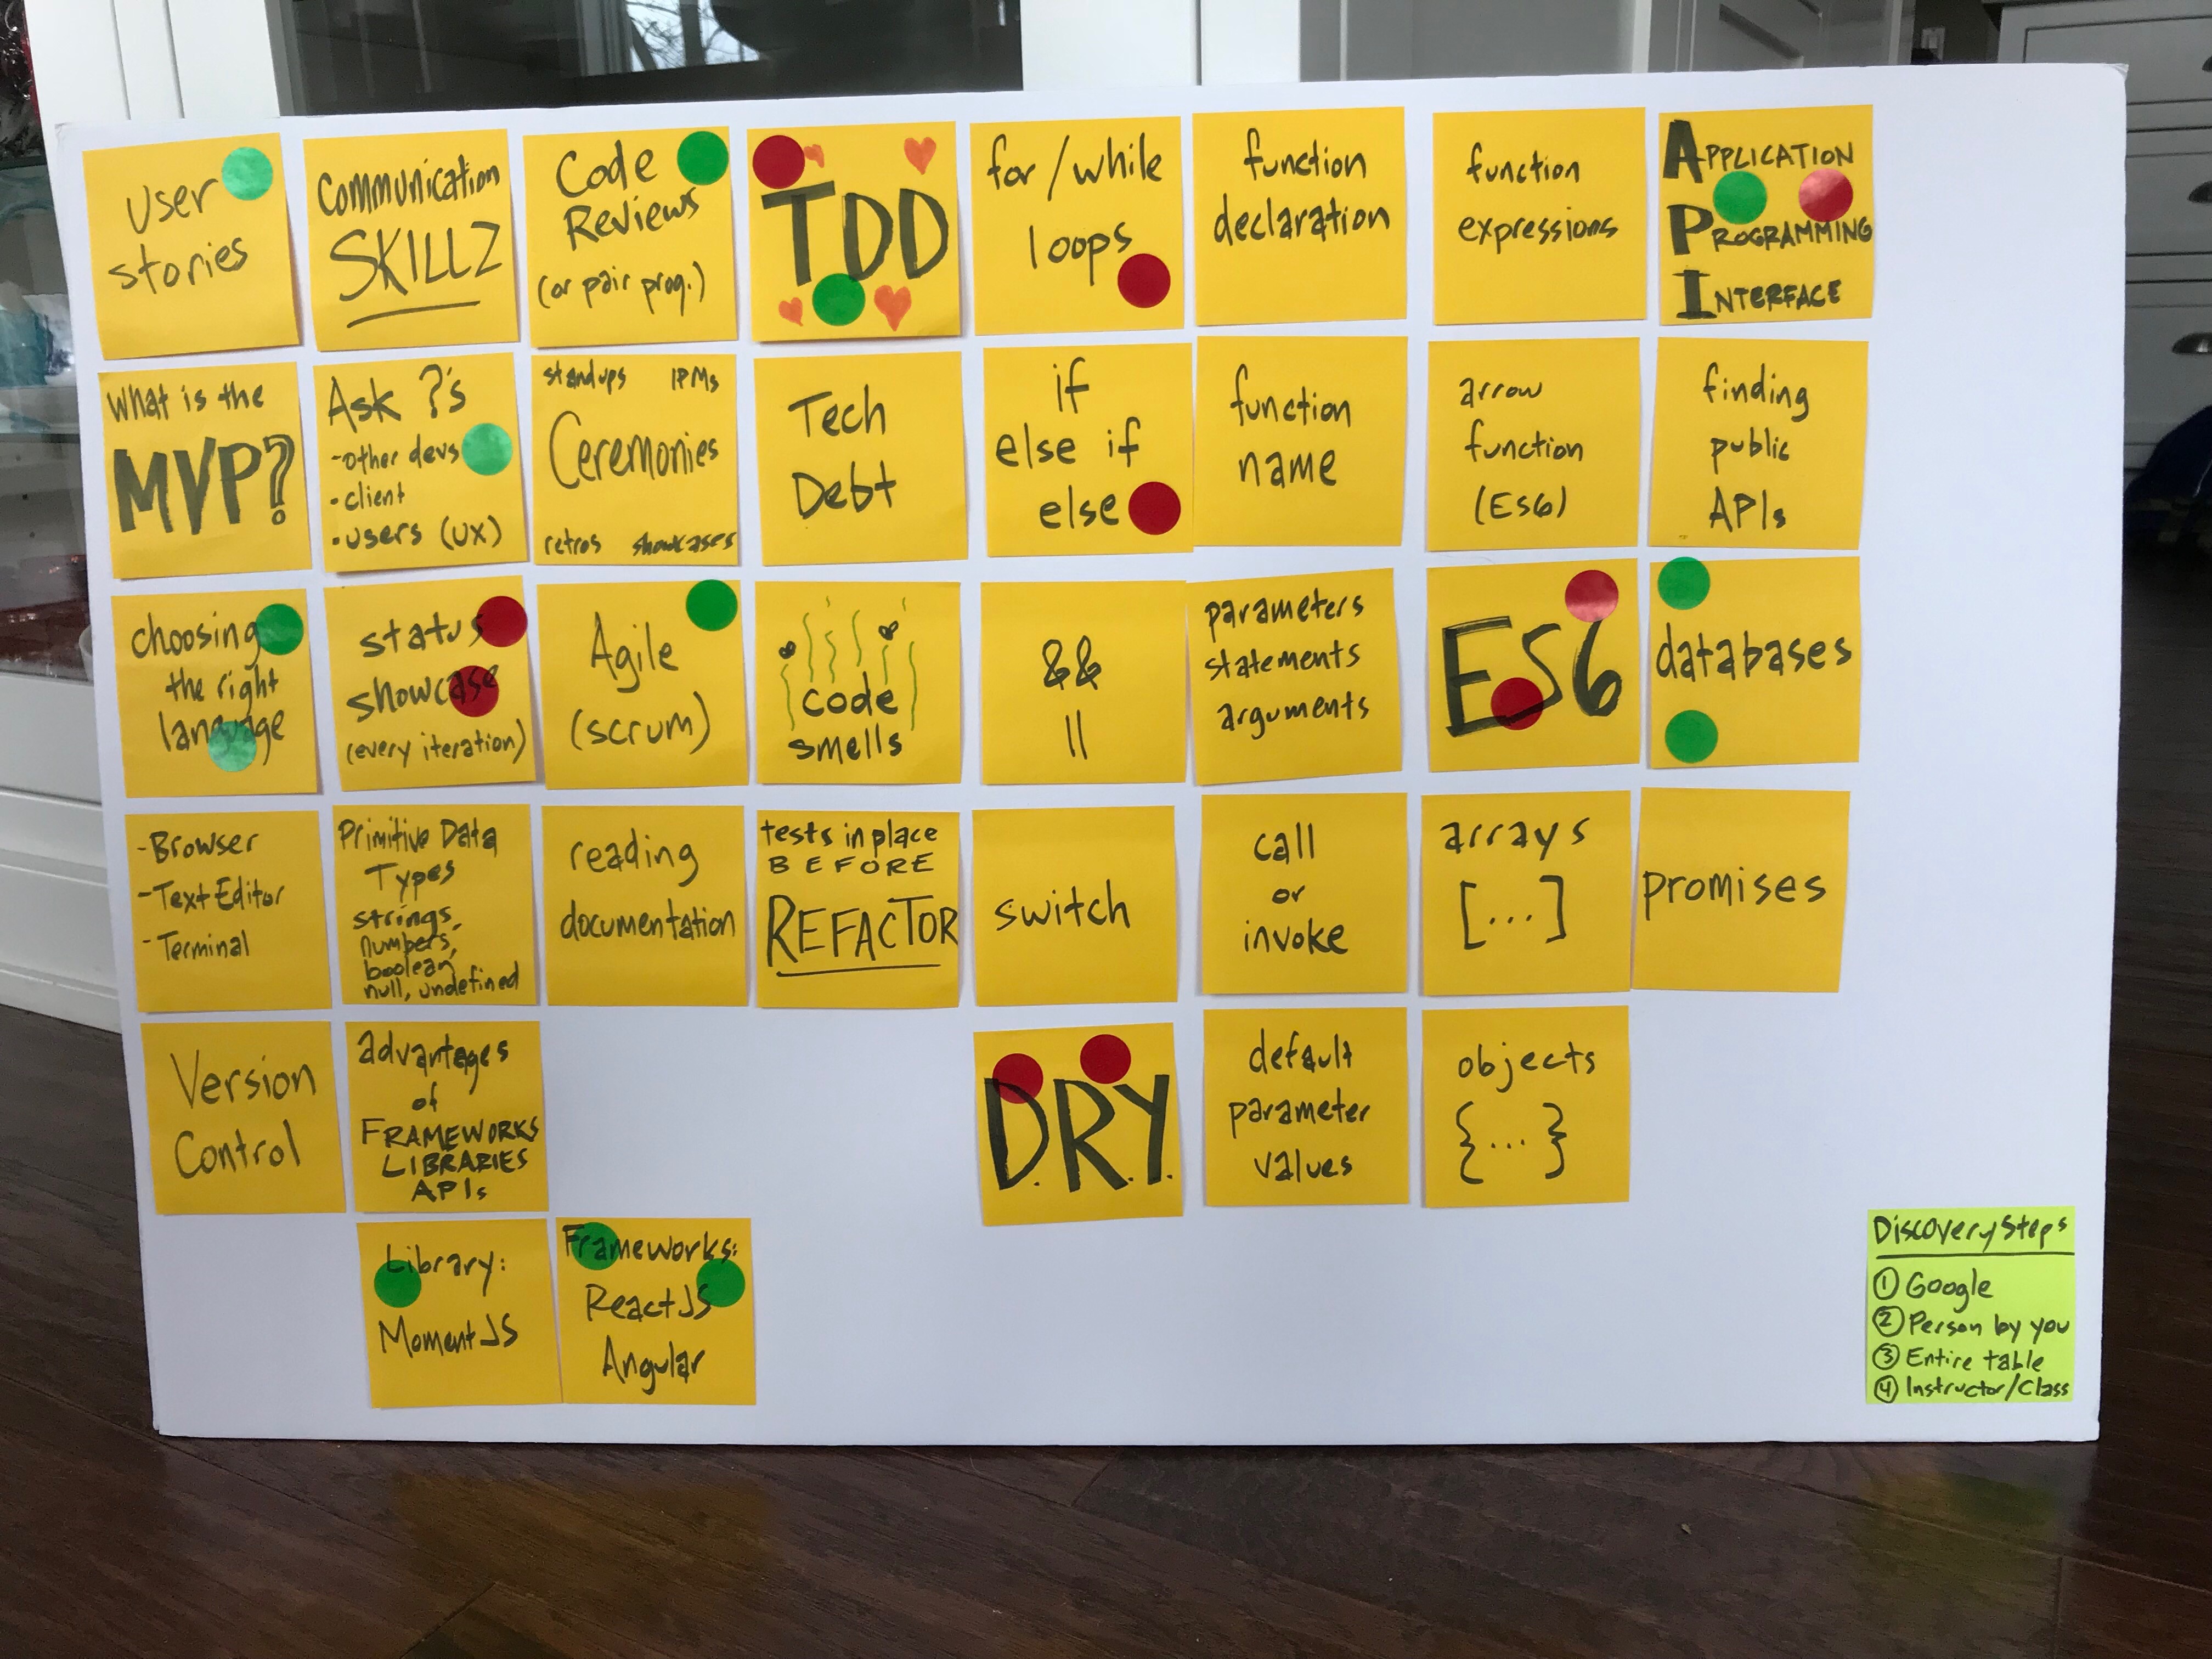 User
stories
Communication
SKILLZ
Code
Reviews
(or pair prog.)
TDD
for/while
loops
function
declaration
function
expressions
APPLICATION
PROGRAMMING
INTERFACE
What is the
MVP?
Ask ?'s
-other devs
-client
-users (UX)
standups IPMs
Ceremonies
retros showcases
Tech
Debt
if
else if
else
function
name
arrow
function
(ES6)
finding
public
APIs
choosing
the right
language
status
showcase
(every iteration)
Agile
(scrum)
code
smells
&&
||
parameters
statements
arguments
ES6
databases
-Browser
-Text Editor
-Terminal
Primitive Data
Types
strings,
numbers,
boolean,
null, undefined
reading
documentation
tests in place
BEFORE
REFACTOR
switch
call
or
invoke
arrays
[...]
promises
Version
Control
advantages
of
FRAMEWORKS
LIBRARIES
APIs
D.R.Y.
default
parameter
values
objects
{...}
Library:
MomentJS
Frameworks:
ReactJS
Angular
Discovery Steps
① Google
② Person by you
③ Entire table
④ Instructor/Class